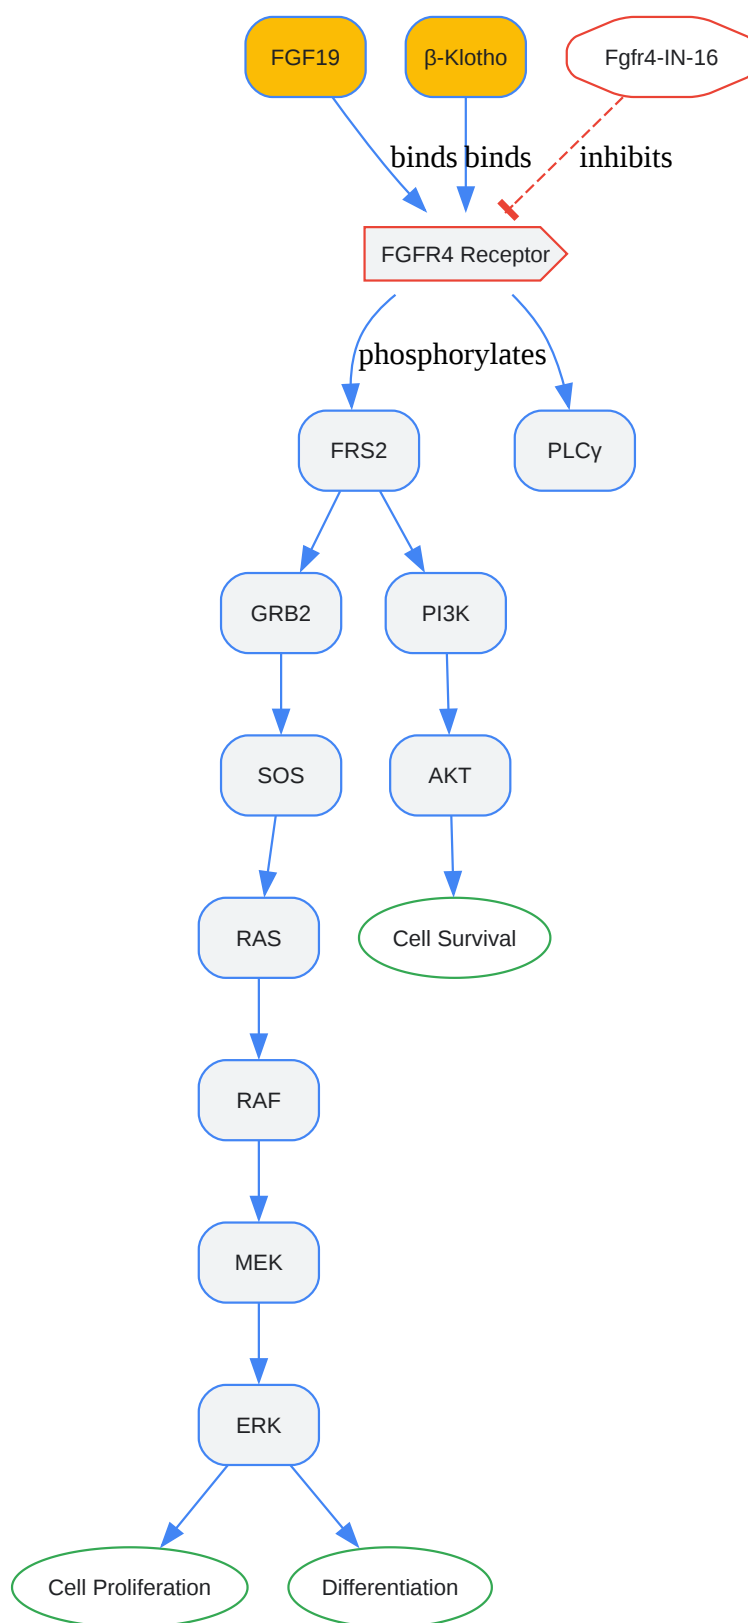 FGF19
β-Klotho
Fgfr4-IN-16
binds
binds
inhibits
FGFR4 Receptor
phosphorylates
FRS2
PLCγ
GRB2
PI3K
SOS
AKT
RAS
Cell Survival
RAF
MEK
ERK
Cell Proliferation
Differentiation